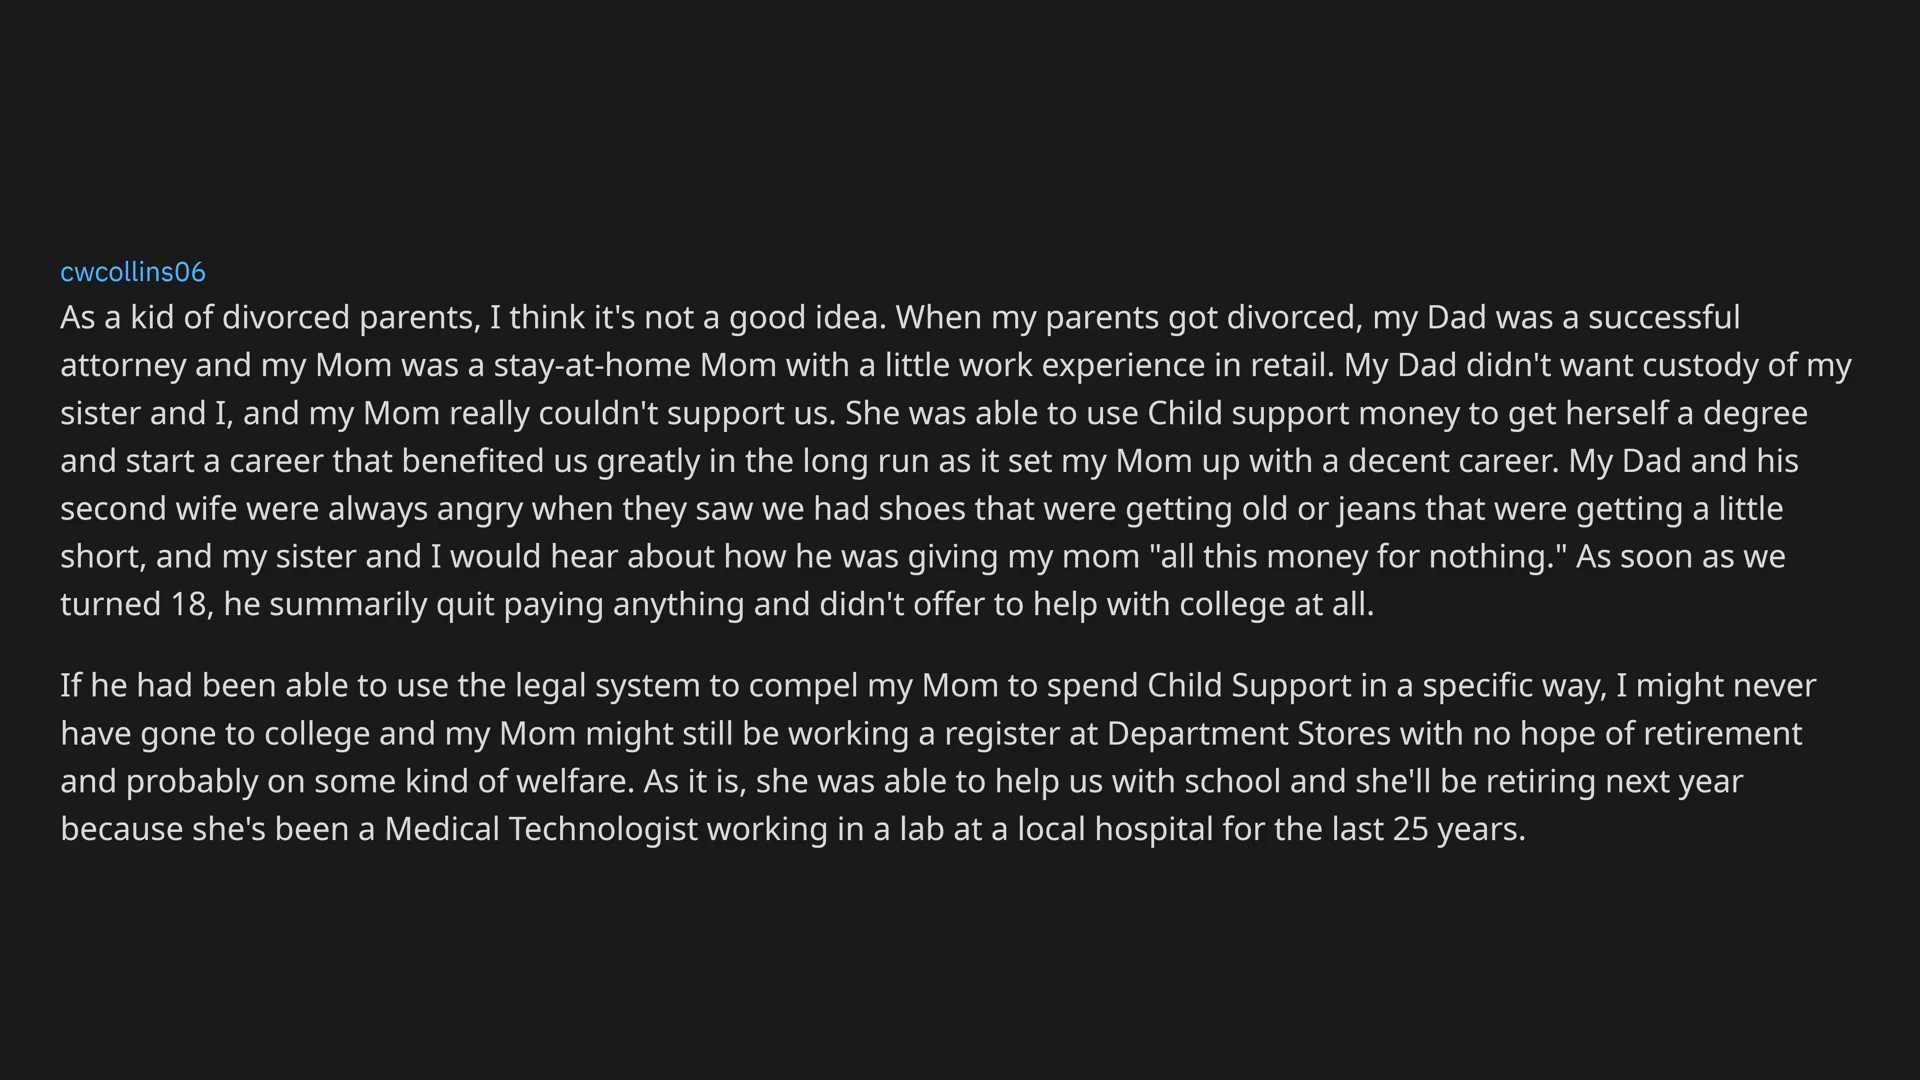 cwcollins06
As a kid of divorced parents, I think it's not a good idea. When my parents got divorced, my Dad was a successful
attorney and my Mom was a stay-at-home Mom with a little work experience in retail. My Dad didn't want custody of my
sister and I, and my Mom really couldn't support us. She was able to use Child support money to get herself a degree
and start a career that benefited us greatly in the long run as it set my Mom up with a decent career. My Dad and his
second wife were always angry when they saw we had shoes that were getting old or jeans that were getting a little
short, and my sister and I would hear about how he was giving my mom "all this money for nothing." As soon as we
turned 18, he summarily quit paying anything and didn't offer to help with college at all.
If he had been able to use the legal system to compel my Mom to spend Child Support in a specific way, I might never
have gone to college and my Mom might still be working a register at Department Stores with no hope of retirement
and probably on some kind of welfare. As it is, she was able to help us with school and she'll be retiring next year
because she's been a Medical Technologist working in a lab at a local hospital for the last 25 years.